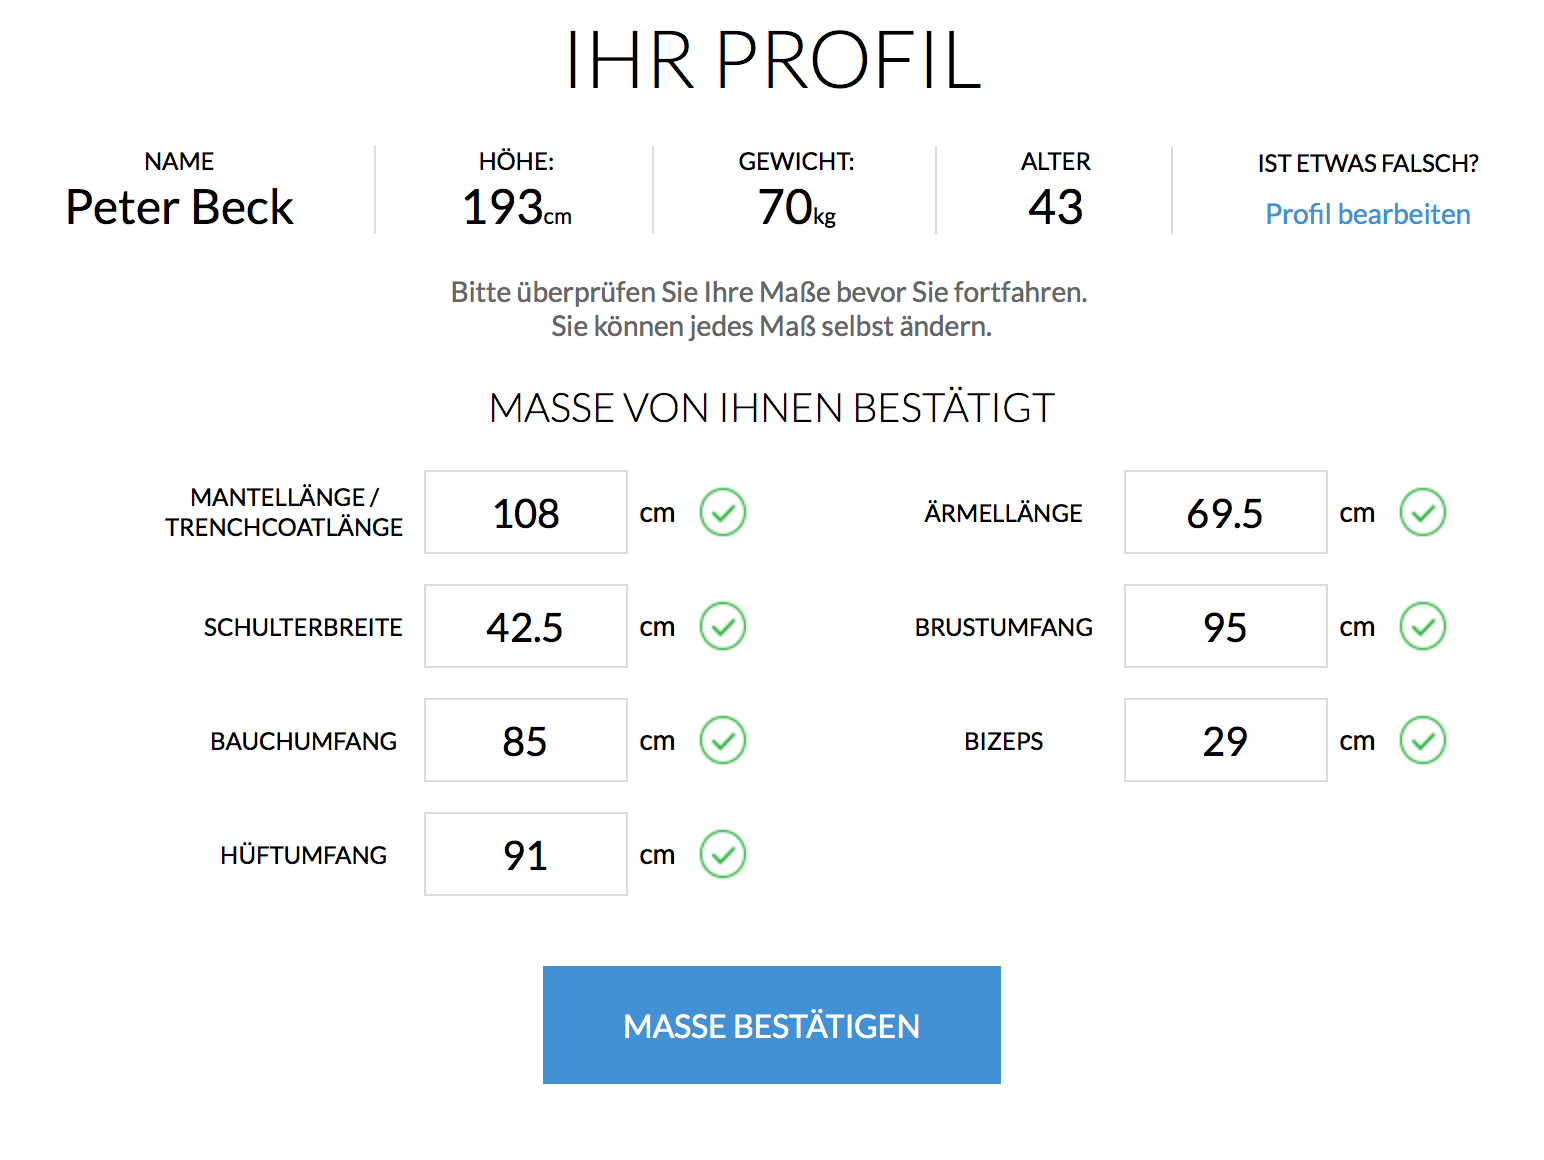 IHR PROFIL
NAME
Peter Beck
HÖHE:
193cm
GEWICHT:
70kg
ALTER
43
IST ETWAS FALSCH?
Profil bearbeiten
Bitte überprüfen Sie Ihre Maße bevor Sie fortfahren.
Sie können jedes Maß selbst ändern.
MASSE VON IHNEN BESTÄTIGT
MANTELLÄNGE /
TRENCHCOATLÄNGE
108 cm
ÄRMELLÄNGE 69.5 cm
SCHULTERBREITE 42.5 cm
BRUSTUMFANG 95 cm
BAUCHUMFANG 85 cm
BIZEPS 29 cm
HÜFTUMFANG 91 cm
MASSE BESTÄTIGEN